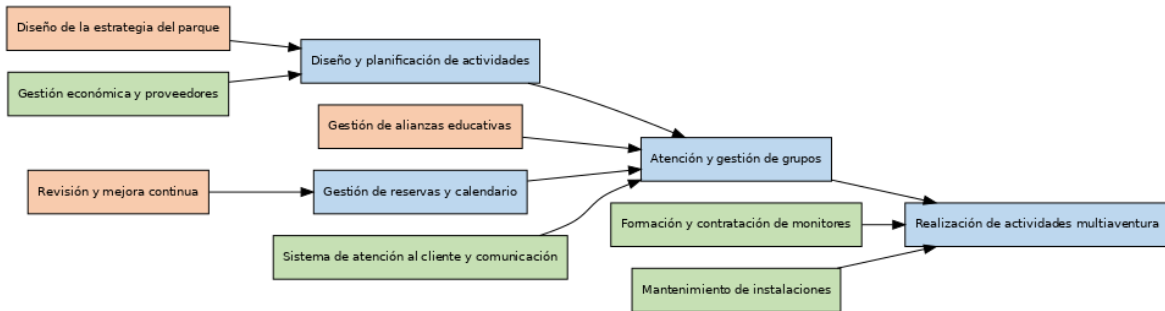 Diseño de la estrategia del parque
Diseño y planificación de actividades
Gestión económica y proveedores
Gestión de alianzas educativas
Atención y gestión de grupos
Revisión y mejora continua
Gestión de reservas y calendario
Formación y contratación de monitores
Realización de actividades multiaventura
Sistema de atención al cliente y comunicación
Mantenimiento de instalaciones